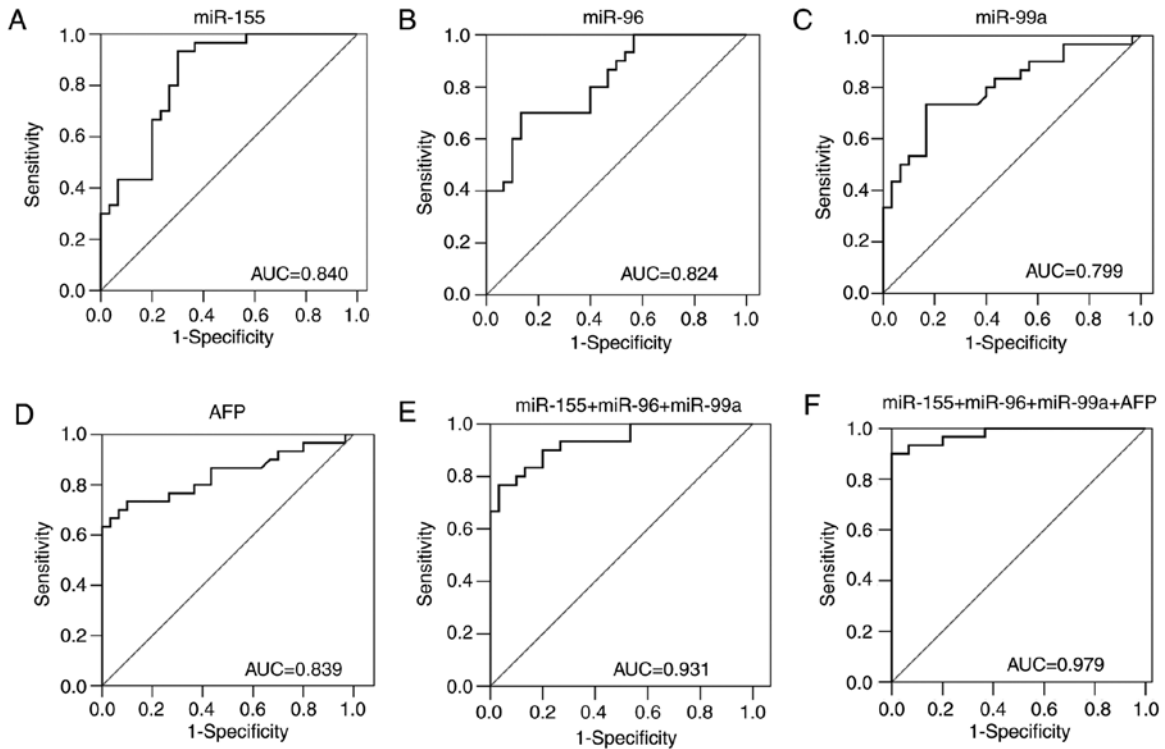 A
miR-155
1.0
0.8
0.6
0.4
0.2
0.0
Sensitivity
AUC=0.840
0.0 0.2 0.4 0.6 0.8 1.0
1-Specificity
B
miR-96
1.0
0.8
0.6
0.4
0.2
0.0
Sensitivity
AUC=0.824
0.0 0.2 0.4 0.6 0.8 1.0
1-Specificity
C
miR-99a
1.0
0.8
0.6
0.4
0.2
0.0
Sensitivity
AUC=0.799
0.0 0.2 0.4 0.6 0.8 1.0
1-Specificity
D
AFP
1.0
0.8
0.6
0.4
0.2
0.0
Sensitivity
AUC=0.839
0.0 0.2 0.4 0.6 0.8 1.0
1-Specificity
E
miR-155+miR-96+miR-99a
1.0
0.8
0.6
0.4
0.2
0.0
Sensitivity
AUC=0.931
0.0 0.2 0.4 0.6 0.8 1.0
1-Specificity
F
miR-155+miR-96+miR-99a+AFP
1.0
0.8
0.6
0.4
0.2
0.0
Sensitivity
AUC=0.979
0.0 0.2 0.4 0.6 0.8 1.0
1-Specificity